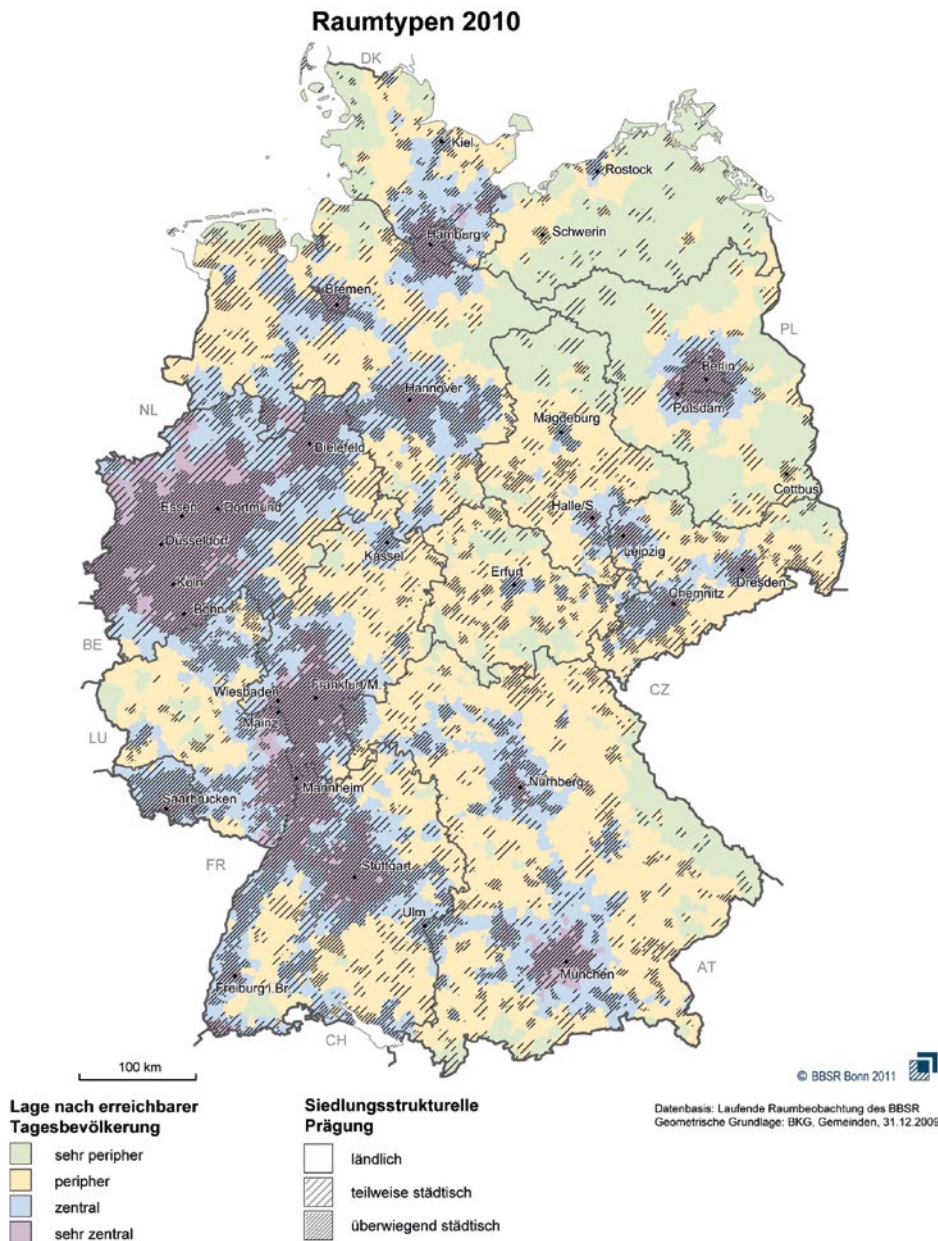 Raumtypen 2010
DK
Kiel
Rostock
Hamburg
Schwerin
Bremen
PL
Berlin
Hannover
Potsdam
NL
Magdeburg
Bielefeld
Cottbus
Essen
Dortmund
Halle/S.
Düsseldorf
Leipzig
Kassel
Erfurt
Dresden
Köln
Chemnitz
Bonn
BE
Wiesbaden
Frankfurt/M.
CZ
Mainz
LU
Nürnberg
Mannheim
Saarbrücken
FR
Stuttgart
Ulm
AT
München
Freiburg i.Br.
CH
100 km
© BBSR Bonn 2011
Lage nach erreichbarer
Tagesbevölkerung
sehr peripher
peripher
zentral
sehr zentral
Siedlungsstrukturelle
Prägung
ländlich
teilweise städtisch
überwiegend städtisch
Datenbasis: Laufende Raumbeobachtung des BBSR
Geometrische Grundlage: BKG, Gemeinden, 31.12.2009